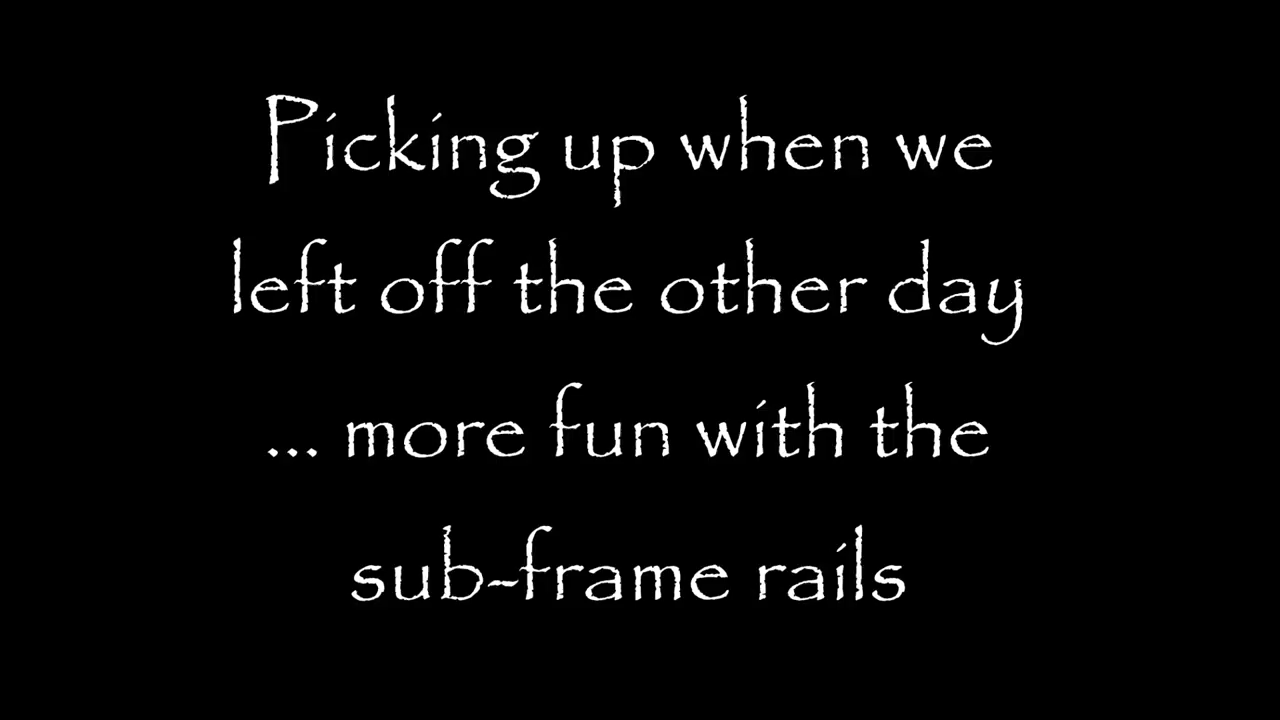 Picking up when we
left off the other day
... more fun with the
sub-frame rails